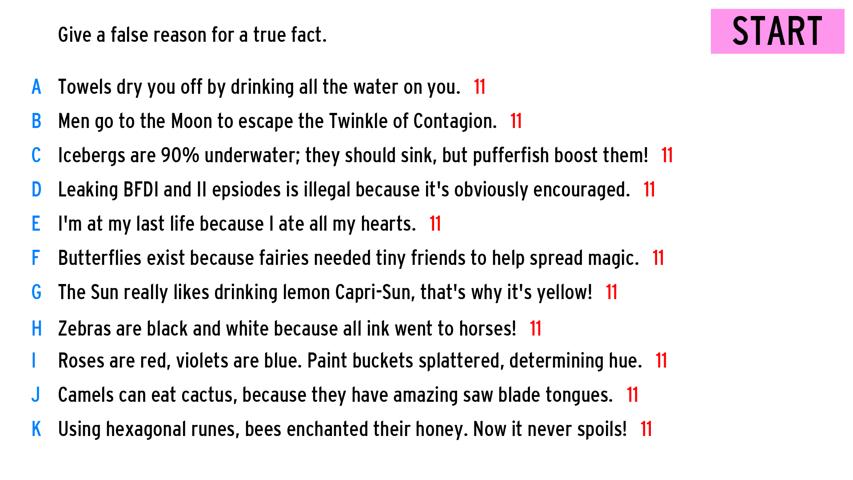 Give a false reason for a true fact.
START
A Towels dry you off by drinking all the water on you. 11
B Men go to the Moon to escape the Twinkle of Contagion. 11
C Icebergs are 90% underwater; they should sink, but pufferfish boost them! 11
D Leaking BFDI and II epsiodes is illegal because it's obviously encouraged. 11
E I'm at my last life because I ate all my hearts. 11
F Butterflies exist because fairies needed tiny friends to help spread magic. 11
G The Sun really likes drinking lemon Capri-Sun, that's why it's yellow! 11
H Zebras are black and white because all ink went to horses! 11
I Roses are red, violets are blue. Paint buckets splattered, determining hue. 11
J Camels can eat cactus, because they have amazing saw blade tongues. 11
K Using hexagonal runes, bees enchanted their honey. Now it never spoils! 11